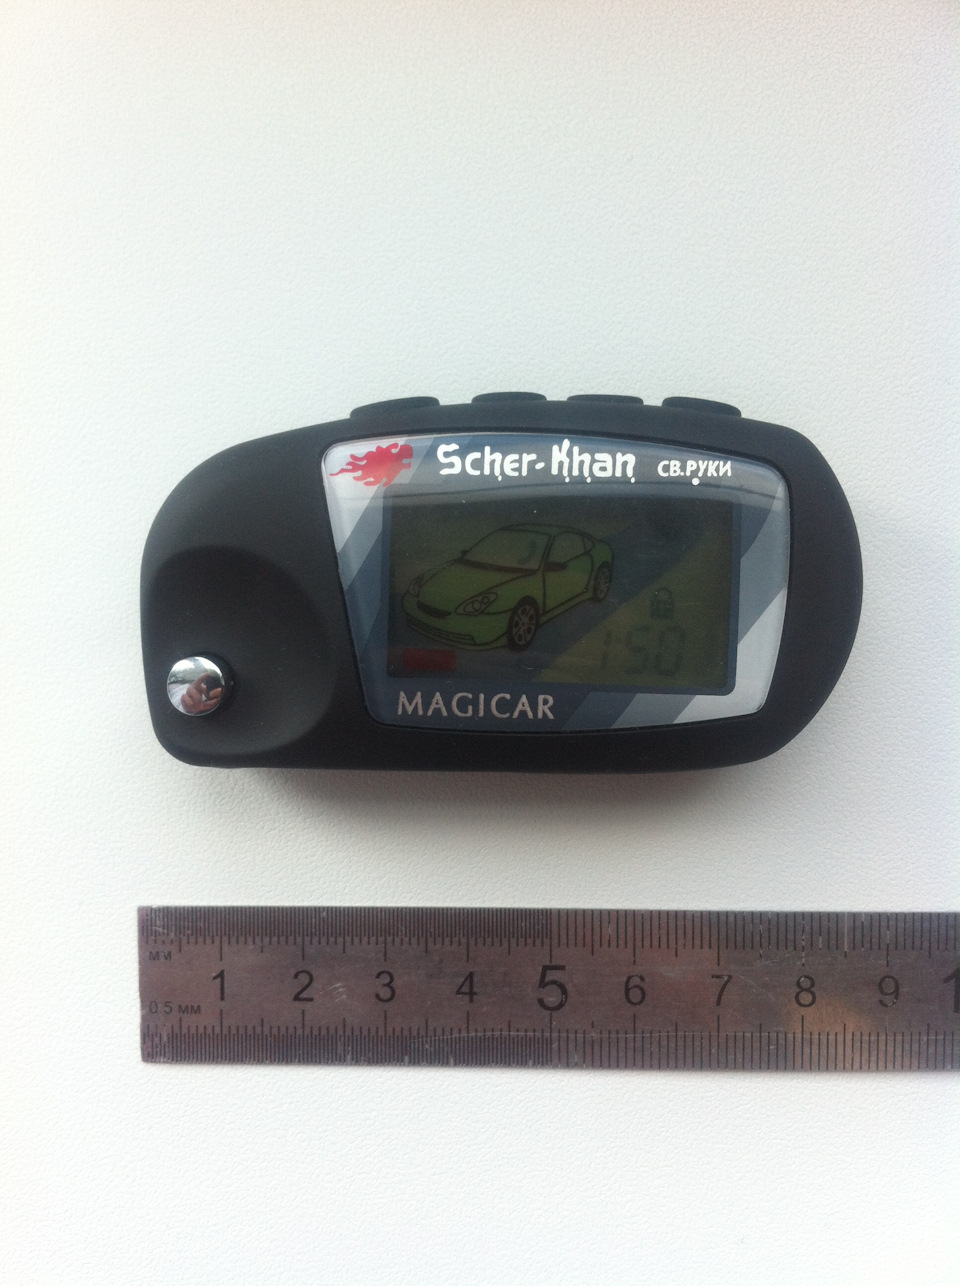 Scher-Khan СВ.РУКИ
1:50
MAGICAR
мм
1 2 3 4 5 6 7 8 9 1
0.5 мм